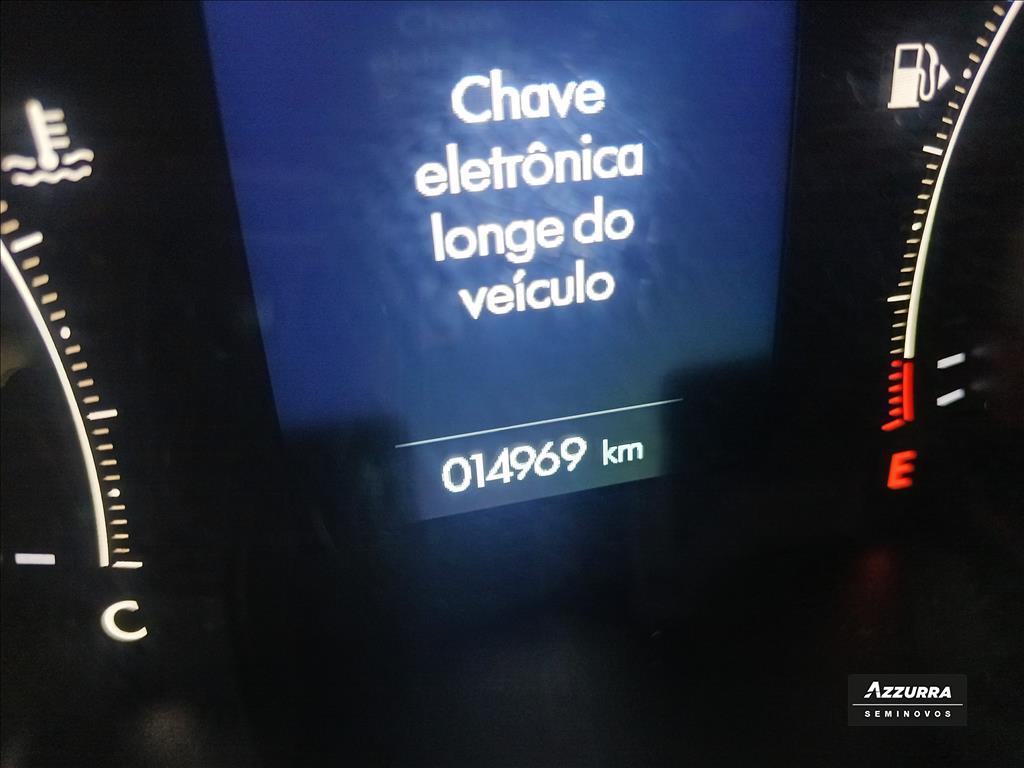 Chave
eletrônica
longe do
veículo
014969 km
E
C
AZZURRA
SEMINOVOS